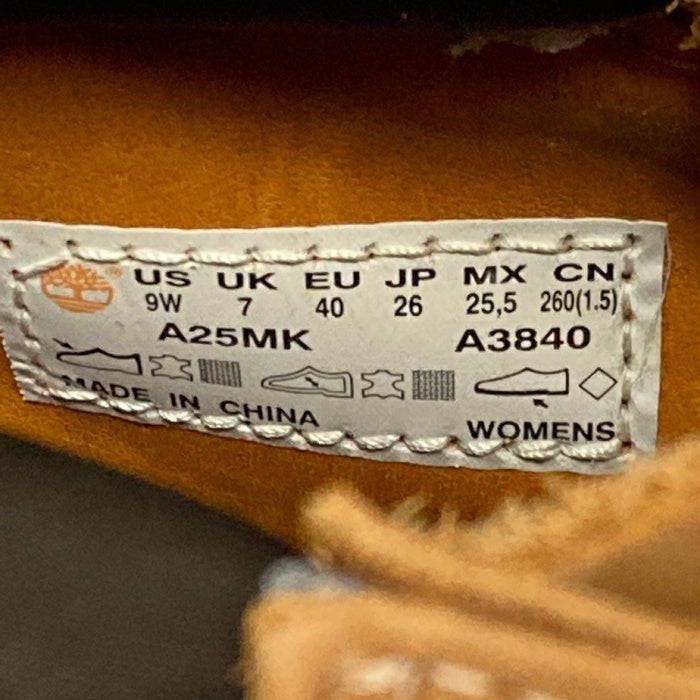 US UK EU JP MX CN
9W 7 40 26 25,5 260(1.5)
A25MK A3840
MADE IN CHINA
WOMENS